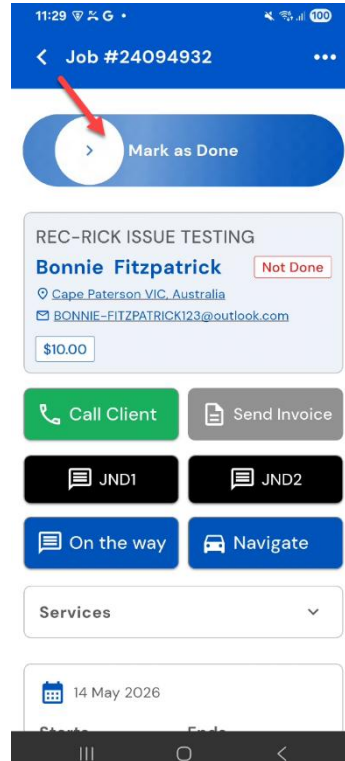 11:29 G • 100
Job #24094932
Mark as Done
REC-RICK ISSUE TESTING
Bonnie Fitzpatrick Not Done
Cape Paterson VIC, Australia
BONNIE-FITZPATRICK123@outlook.com
$10.00
Call Client Send Invoice
JND1 JND2
On the way Navigate
Services
14 May 2026
Starts Ends